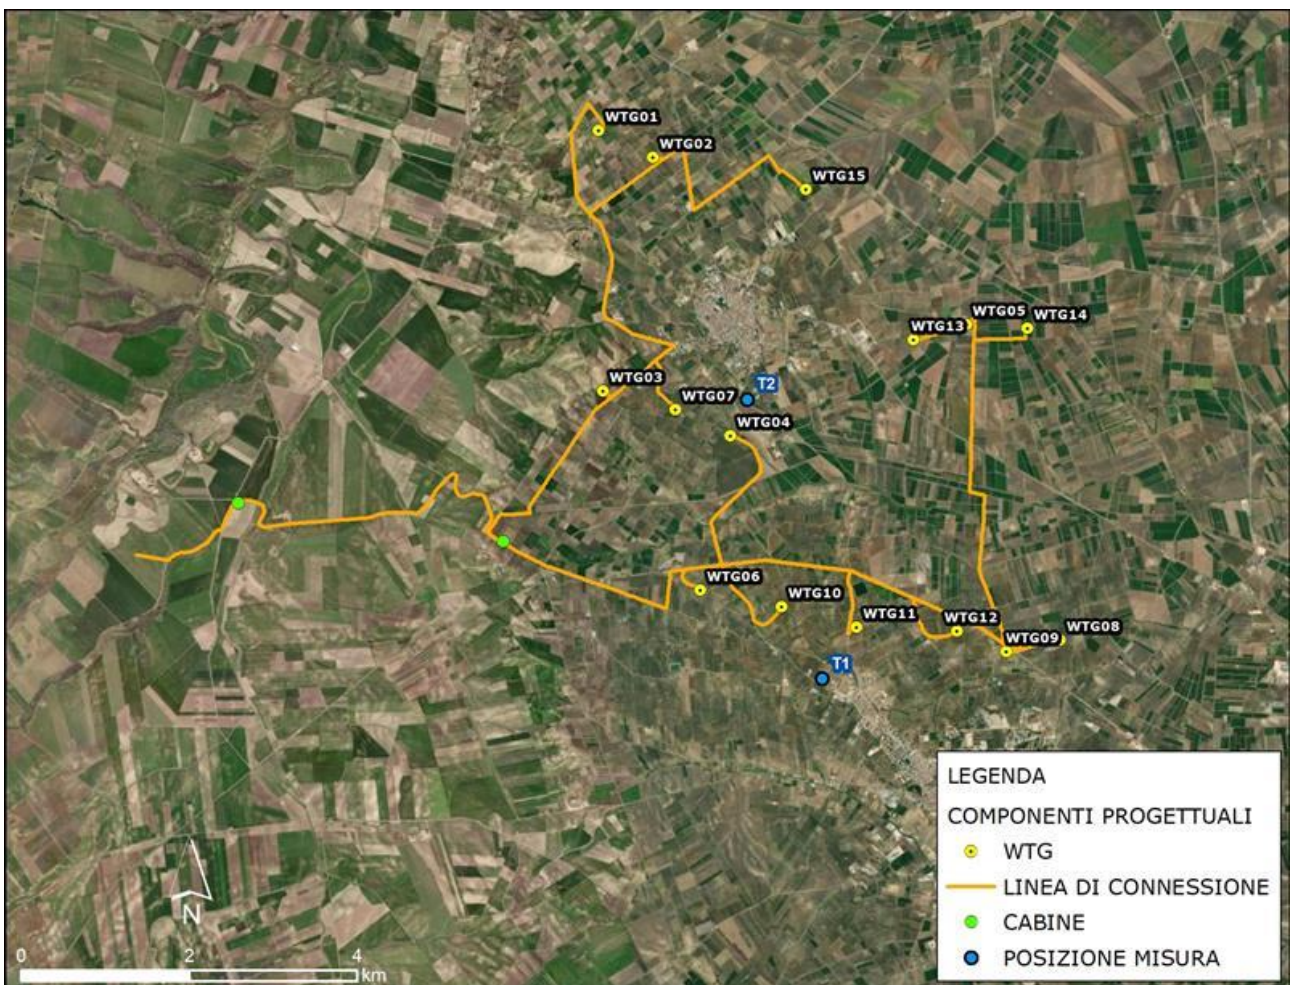 WTG01
WTG02
WTG15
WTG05
WTG14
WTG13
WTG03
T2
WTG07
WTG04
WTG06
WTG10
WTG11
WTG12
WTG08
WTG09
T1
LEGENDA
COMPONENTI PROGETTUALI
WTG
LINEA DI CONNESSIONE
CABINE
POSIZIONE MISURA
N
0 2 4
km